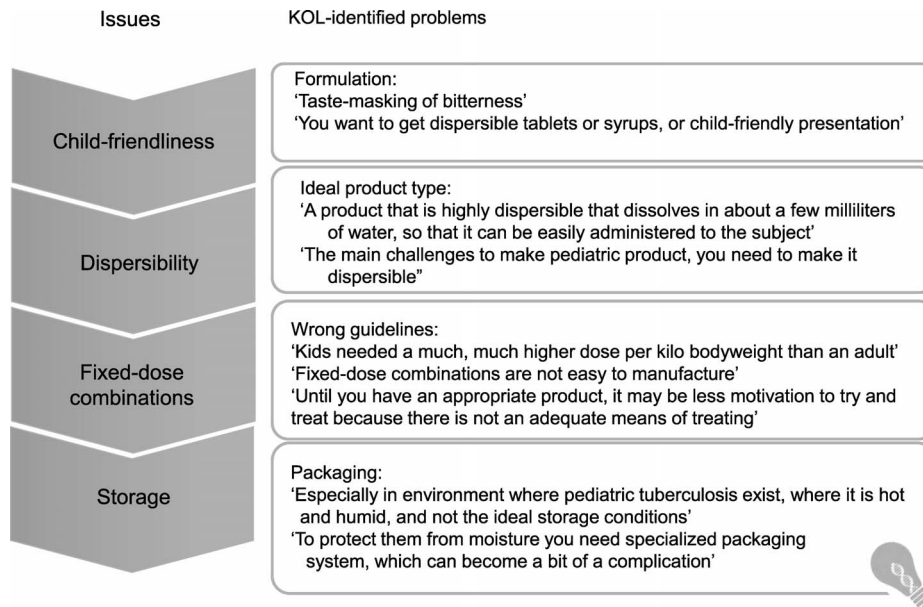 Issues
KOL-identified problems
Child-friendliness
Formulation:
‘Taste-masking of bitterness’
‘You want to get dispersible tablets or syrups, or child-friendly presentation’
Dispersibility
Ideal product type:
‘A product that is highly dispersible that dissolves in about a few milliliters
of water, so that it can be easily administered to the subject’
‘The main challenges to make pediatric product, you need to make it
dispersible”
Fixed-dose
combinations
Wrong guidelines:
‘Kids needed a much, much higher dose per kilo bodyweight than an adult’
‘Fixed-dose combinations are not easy to manufacture’
‘Until you have an appropriate product, it may be less motivation to try and
treat because there is not an adequate means of treating’
Storage
Packaging:
‘Especially in environment where pediatric tuberculosis exist, where it is hot
and humid, and not the ideal storage conditions’
‘To protect them from moisture you need specialized packaging
system, which can become a bit of a complication’